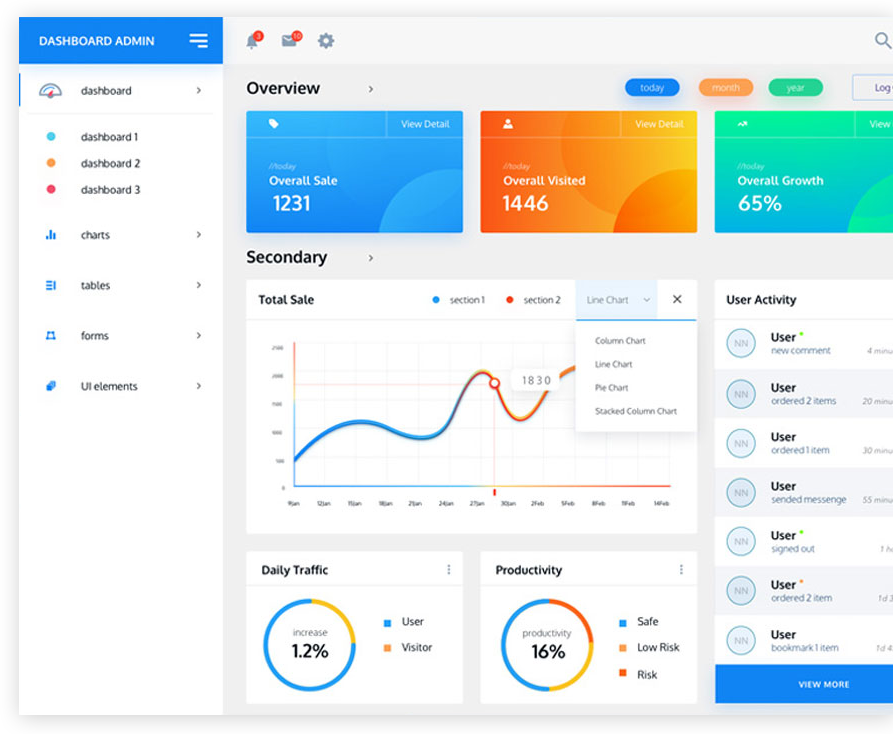 DASHBOARD ADMIN
3
10
dashboard
dashboard 1
dashboard 2
dashboard 3
charts
tables
forms
UI elements
Overview
today
month
year
Log
View Detail
//today
Overall Sale
1231
View Detail
//today
Overall Visited
1446
View
//today
Overall Growth
65%
Secondary
Total Sale
section 1
section 2
Line Chart
Column Chart
Line Chart
Pie Chart
Stacked Column Chart
2500
2000
1500
1000
500
0
1830
9Jan 12Jan 15Jan 18Jan 21Jan 24Jan 27Jan 30Jan 2Feb 5Feb 8Feb 11Feb 14Feb
User Activity
NN
User
new comment
4 minu
NN
User
ordered 2 items
20 minu
NN
User
ordered 1 item
30 minu
NN
User
sended messenge
55 minu
NN
User
signed out
1 h
NN
User
ordered 2 item
1d 3
NN
User
bookmark 1 item
1d 4
VIEW MORE
Daily Traffic
increase
1.2%
User
Visitor
Productivity
productivity
16%
Safe
Low Risk
Risk